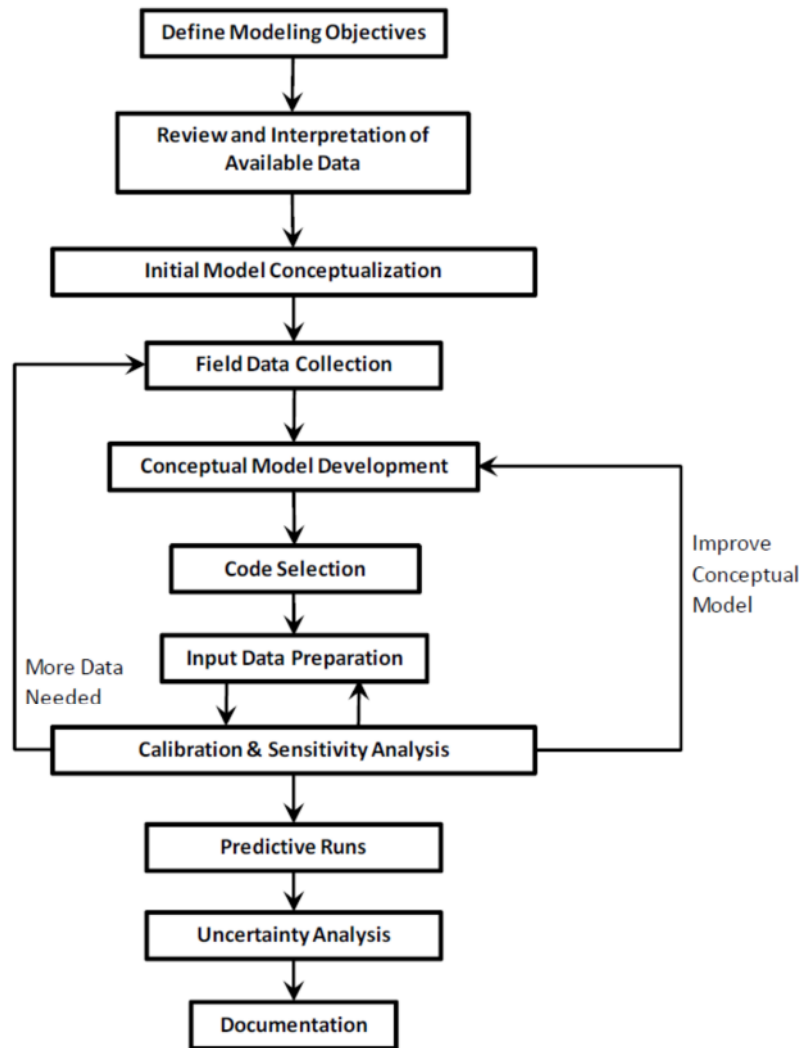 Define Modeling Objectives
Review and Interpretation of
Available Data
Initial Model Conceptualization
Field Data Collection
Conceptual Model Development
Code Selection
Improve
Conceptual
Model
Input Data Preparation
More Data
Needed
Calibration & Sensitivity Analysis
Predictive Runs
Uncertainty Analysis
Documentation